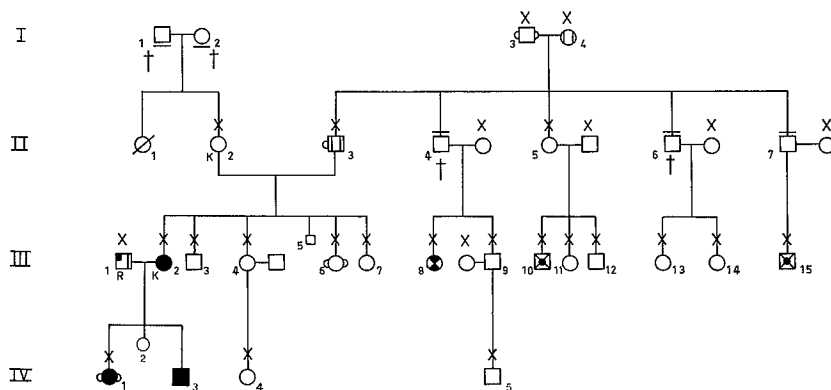 X X X
I 1 2 3 4
† †
X X X X X X X X
II 1 K 2 3 4 5 6 7
† †
X X X X X X X X X X X X X X
III 1 R K 2 3 4 5 6 7 8 9 10 11 12 13 14 15
2
X X X
IV 1 3 4 5